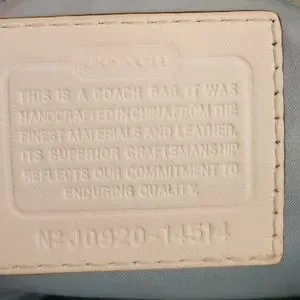 COACH
THIS IS A COACH BAG. IT WAS
HANDCRAFTED IN CHINA FROM THE
FINEST MATERIALS AND LEATHER.
ITS SUPERIOR CRAFTSMANSHIP
REFLECTS OUR COMMITMENT TO
ENDURING QUALITY.
Nº J0920-14514